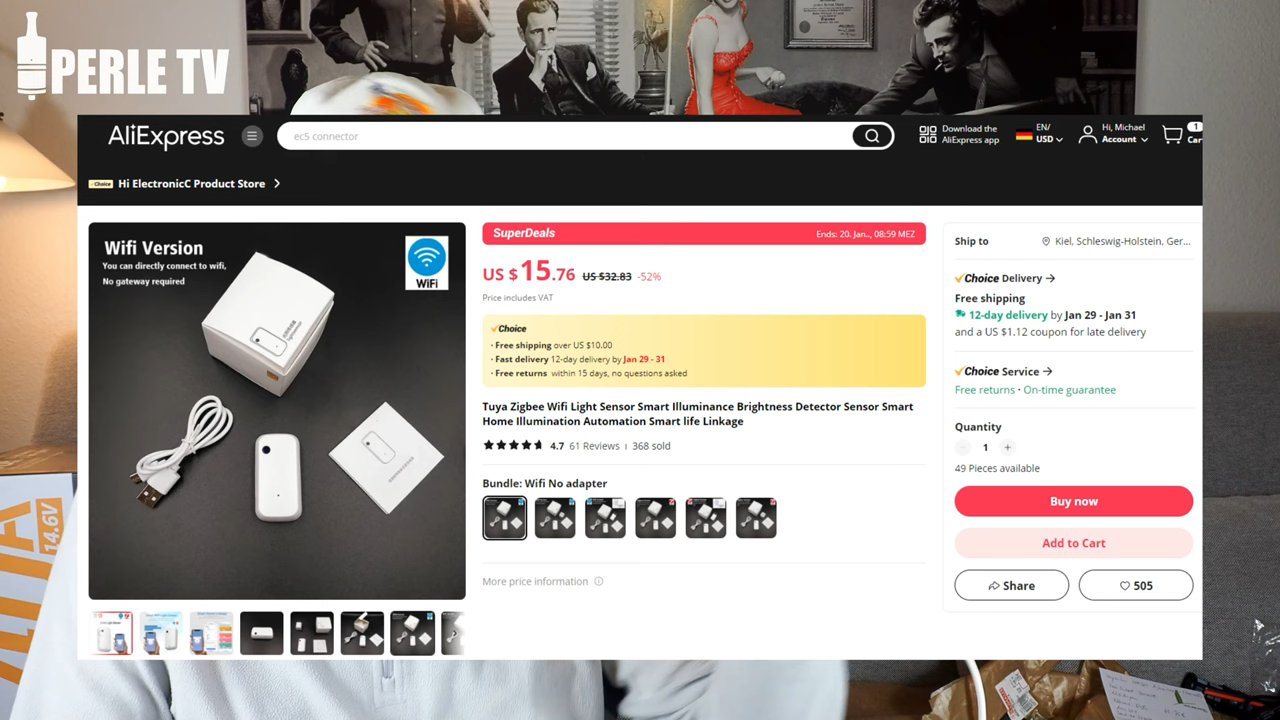 PERLE TV
AliExpress
ec5 connector
Download the
AliExpress app
EN/
USD
Hi, Michael
Account
1
Car
Choice
Hi ElectronicC Product Store
Wifi Version
You can directly connect to wifi,
No gateway required
WiFi
SuperDeals
Ends: 20. Jan.., 08:59 MEZ
US $15.76 US $32.83 -52%
Price includes VAT
Choice
· Free shipping over US $10.00
· Fast delivery 12-day delivery by Jan 29 - 31
· Free returns within 15 days, no questions asked
Tuya Zigbee Wifi Light Sensor Smart Illuminance Brightness Detector Sensor Smart
Home Illumination Automation Smart life Linkage
4.7 61 Reviews 368 sold
Bundle: Wifi No adapter
More price information
Ship to
Kiel, Schleswig-Holstein, Ger...
Choice Delivery
Free shipping
12-day delivery by Jan 29 - Jan 31
and a US $1.12 coupon for late delivery
Choice Service
Free returns • On-time guarantee
Quantity
- 1 +
49 Pieces available
Buy now
Add to Cart
Share
505
14.6V